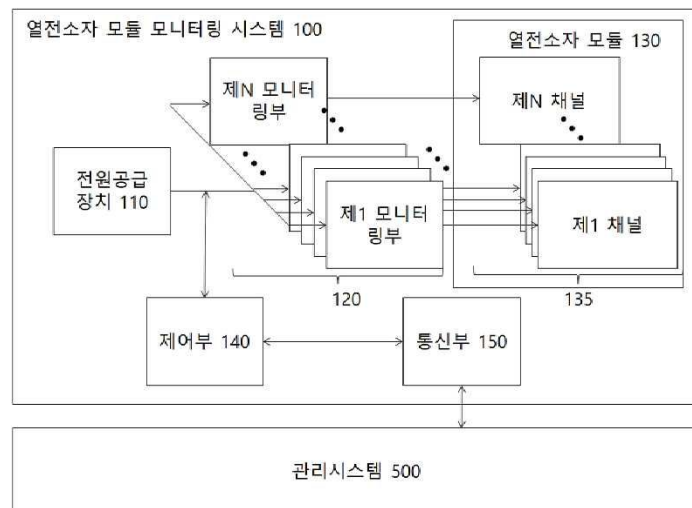 열전소자 모듈 모니터링 시스템 100
열전소자 모듈 130
제N 모니터
링부
제N 채널
전원공급
장치 110
제1 모니터
링부
제1 채널
120
135
제어부 140
통신부 150
관리시스템 500